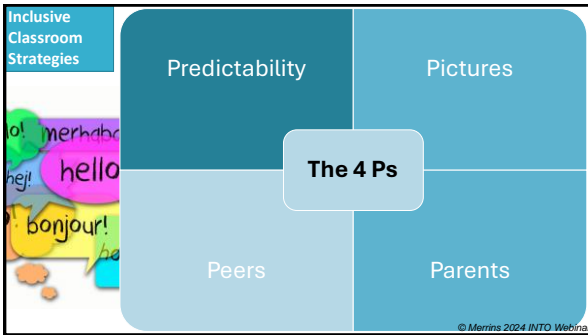 Inclusive
Classroom
Strategies
merhaba
hello
hej!
bonjour!
Predictability
Pictures
The 4 Ps
Peers
Parents
© Merrins 2024 INTO Webina